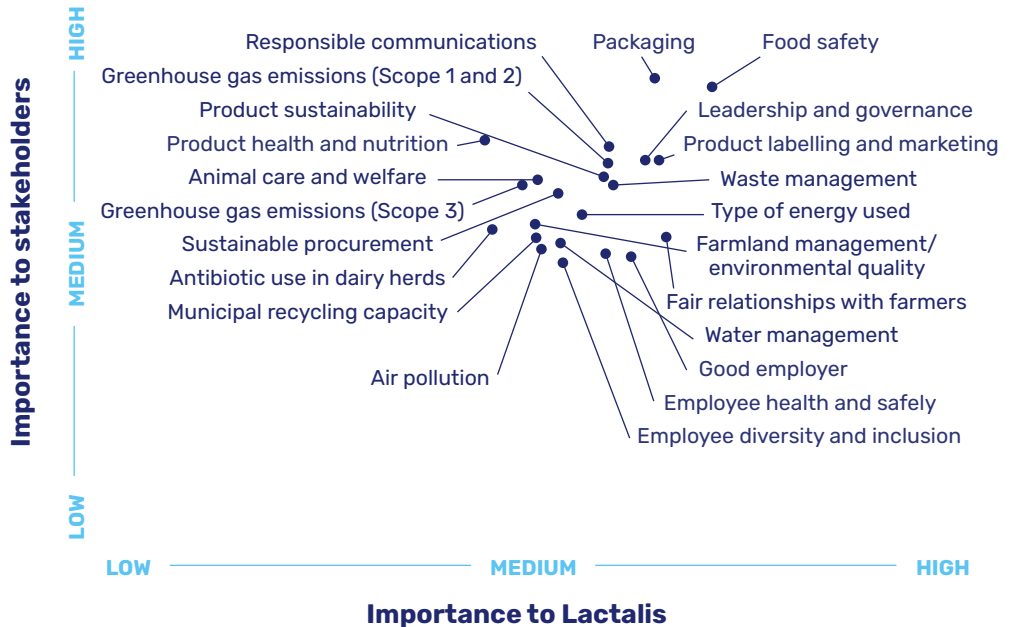 HIGH
MEDIUM
LOW
Importance to stakeholders
Responsible communications
Packaging
Food safety
Greenhouse gas emissions (Scope 1 and 2)
Product sustainability
Leadership and governance
Product health and nutrition
Product labelling and marketing
Animal care and welfare
Waste management
Greenhouse gas emissions (Scope 3)
Type of energy used
Sustainable procurement
Farmland management/
environmental quality
Antibiotic use in dairy herds
Fair relationships with farmers
Municipal recycling capacity
Water management
Good employer
Air pollution
Employee health and safely
Employee diversity and inclusion
LOW
MEDIUM
HIGH
Importance to Lactalis